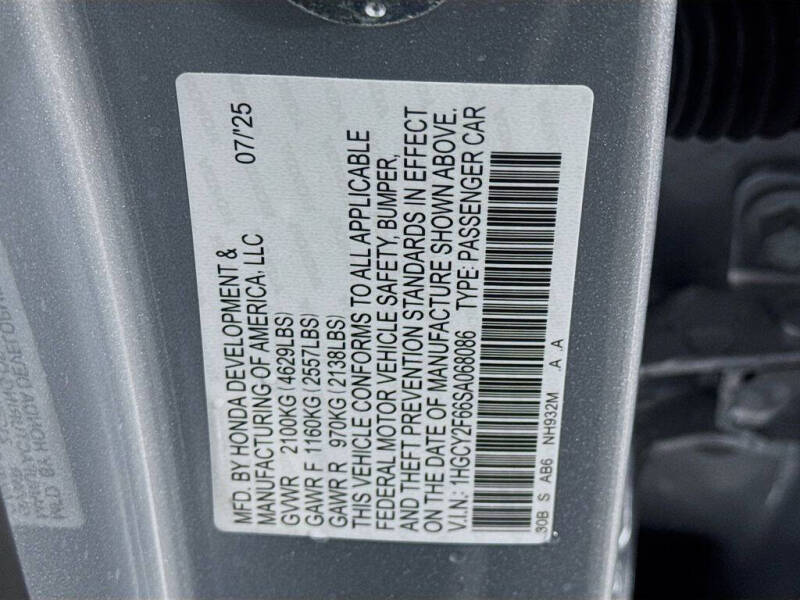 MFD. BY HONDA DEVELOPMENT & 07/'25
MANUFACTURING OF AMERICA, LLC
GVWR 2100KG(4629LBS)
GAWR F 1160KG(2557LBS)
GAWR R 970KG(2138LBS)
THIS VEHICLE CONFORMS TO ALL APPLICABLE
FEDERAL MOTOR VEHICLE SAFETY, BUMPER,
AND THEFT PREVENTION STANDARDS IN EFFECT
ON THE DATE OF MANUFACTURE SHOWN ABOVE.
V.I.N.: 1HGCY2F66SA068086 TYPE: PASSENGER CAR
30B S AB6 NH932M .A .A